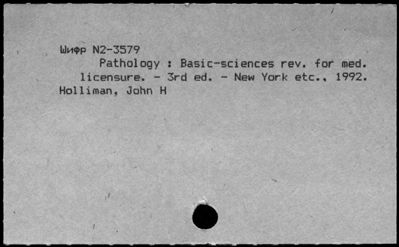 Шифр N2-3579
Pathology : Basic-sciences rev. for med.
licensure. - 3rd ed. - New York etc., 1992.
Holliman, John H